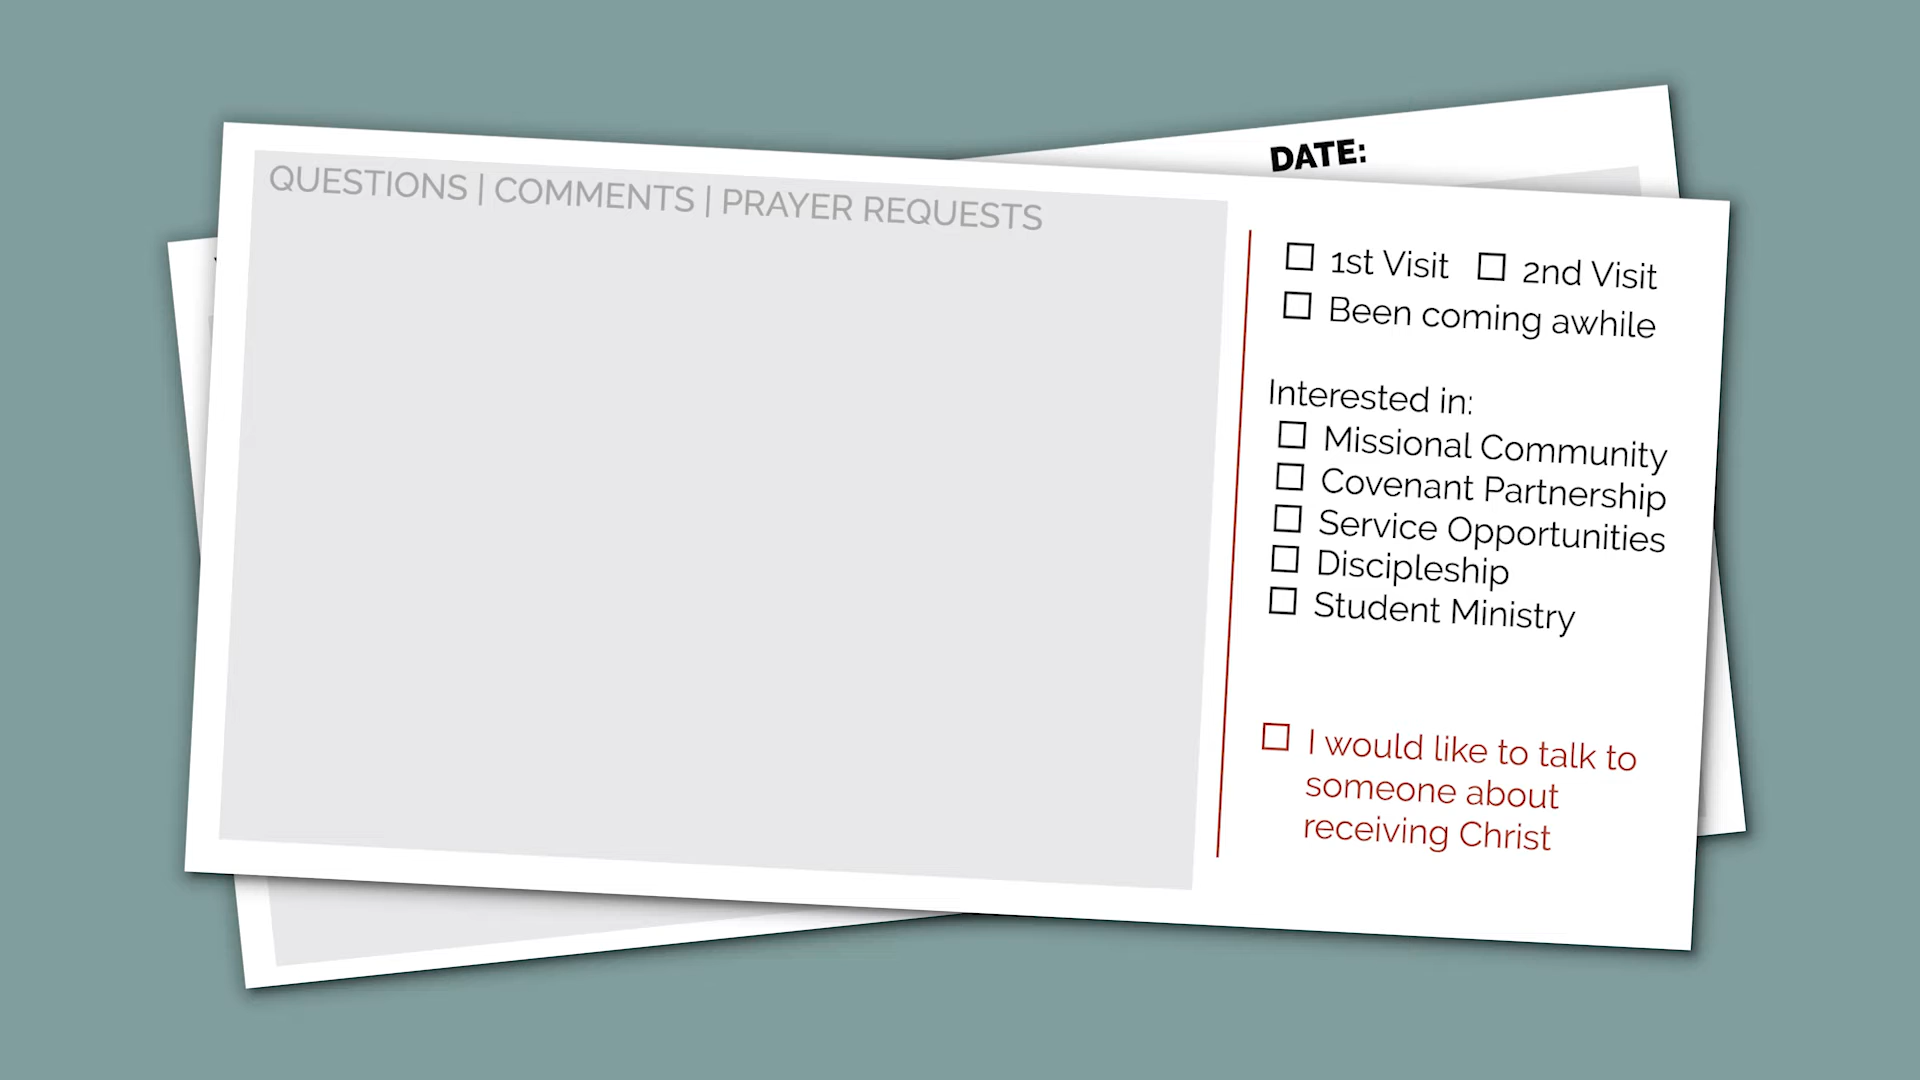 DATE:
QUESTIONS | COMMENTS | PRAYER REQUESTS
1st Visit 2nd Visit
Been coming awhile
Interested in:
Missional Community
Covenant Partnership
Service Opportunities
Discipleship
Student Ministry
I would like to talk to
someone about
receiving Christ